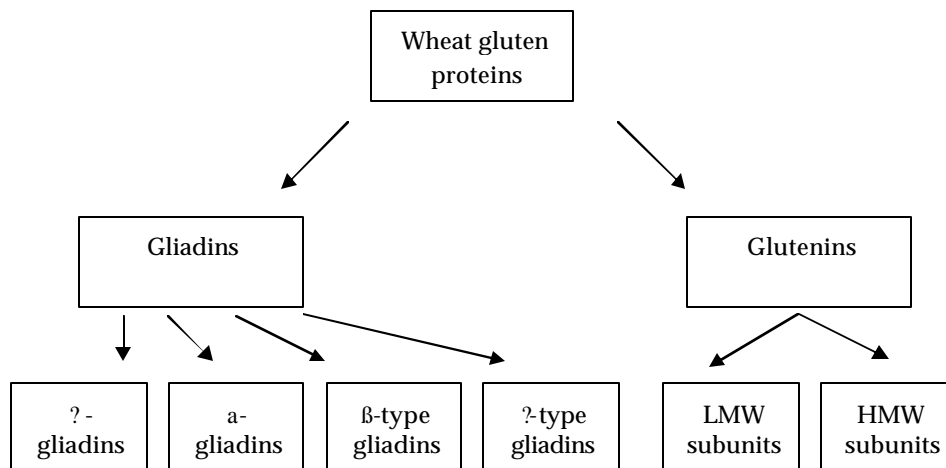 Wheat gluten
proteins
Gliadins
Glutenins
? -
gliadins
a-
gliadins
ß-type
gliadins
?-type
gliadins
LMW
subunits
HMW
subunits